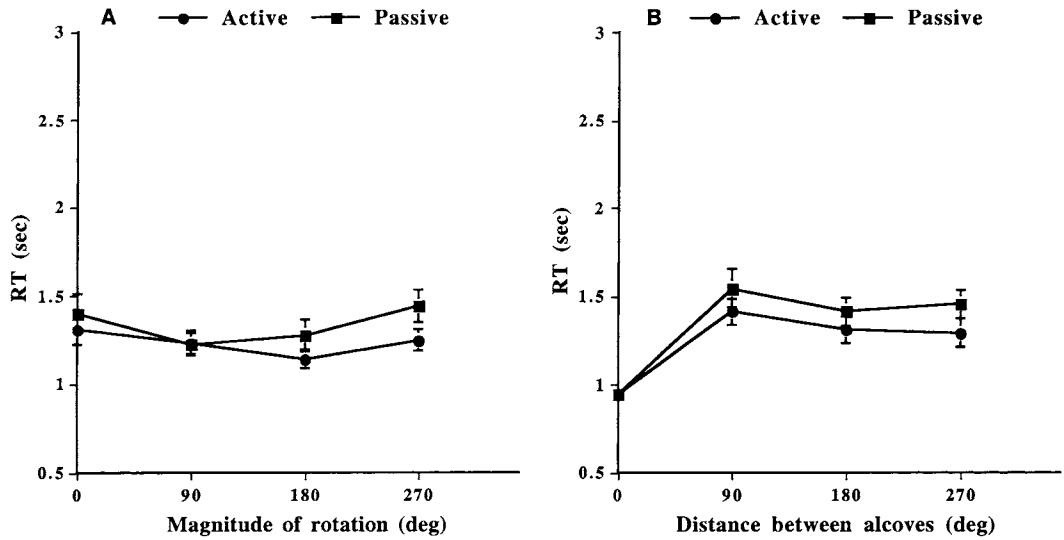 A Active Passive
3
2.5
2
1.5
1
0.5
RT (sec)
0 90 180 270
Magnitude of rotation (deg)
B Active Passive
3
2.5
2
1.5
1
0.5
RT (sec)
0 90 180 270
Distance between alcoves (deg)